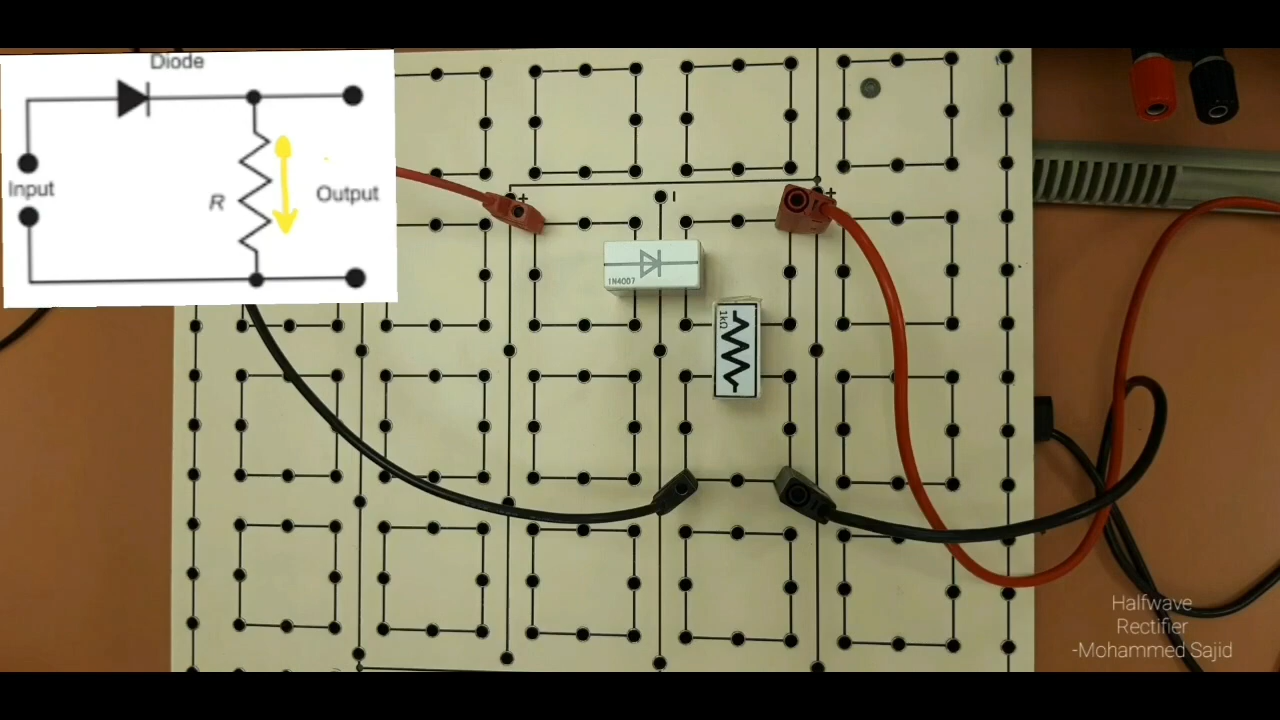 Diode
Input
R
Output
+
+
1N4007
1kΩ
Halfwave
Rectifier
-Mohammed Sajid